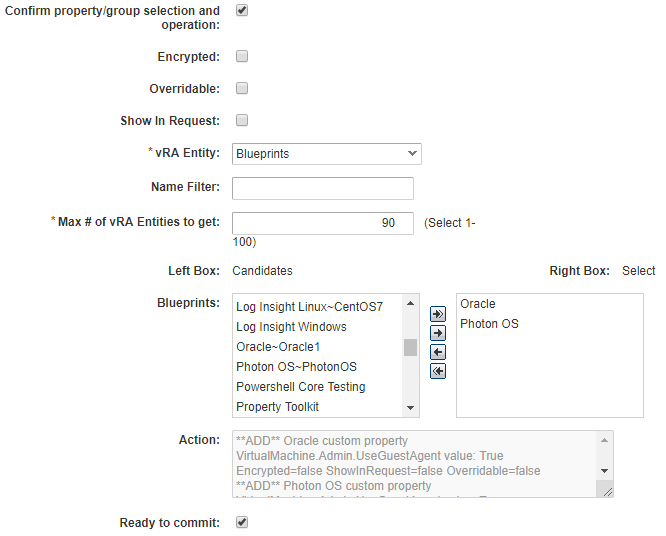 Confirm property/group selection and
operation:
Encrypted:
Overridable:
Show In Request:
* vRA Entity: Blueprints
Name Filter:
* Max # of vRA Entities to get: 90 (Select 1-
100)
Left Box: Candidates Right Box: Select
Blueprints:
Log Insight Linux~CentOS7
Log Insight Windows
Oracle~Oracle1
Photon OS~PhotonOS
Powershell Core Testing
Property Toolkit
Oracle
Photon OS
Action:
**ADD** Oracle custom property
VirtualMachine.Admin.UseGuestAgent value: True
Encrypted=false ShowInRequest=false Overridable=false
**ADD** Photon OS custom property
Ready to commit: